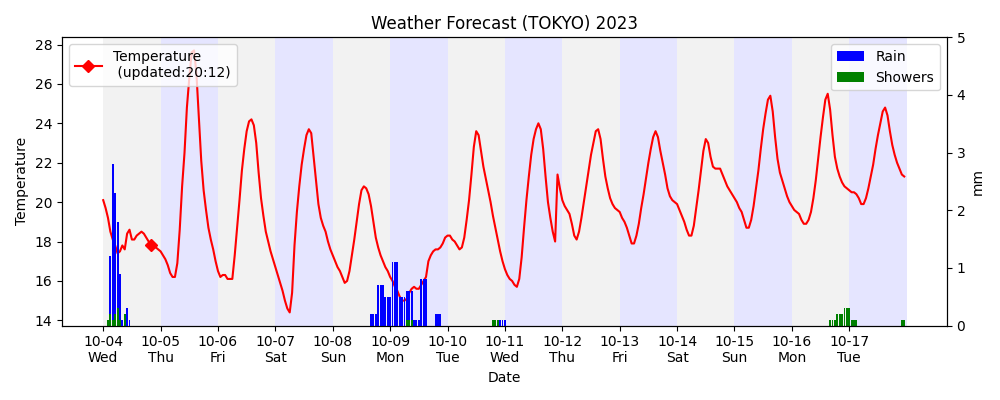 Weather Forecast (TOKYO) 2023
Temperature
(updated:20:12)
Rain
Showers
Temperature
28
26
24
22
20
18
16
14
5
4
3
2
1
0
mm
10-04 10-05 10-06 10-07 10-08 10-09 10-10 10-11 10-12 10-13 10-14 10-15 10-16 10-17
Wed Thu Fri Sat Sun Mon Tue Wed Thu Fri Sat Sun Mon Tue
Date